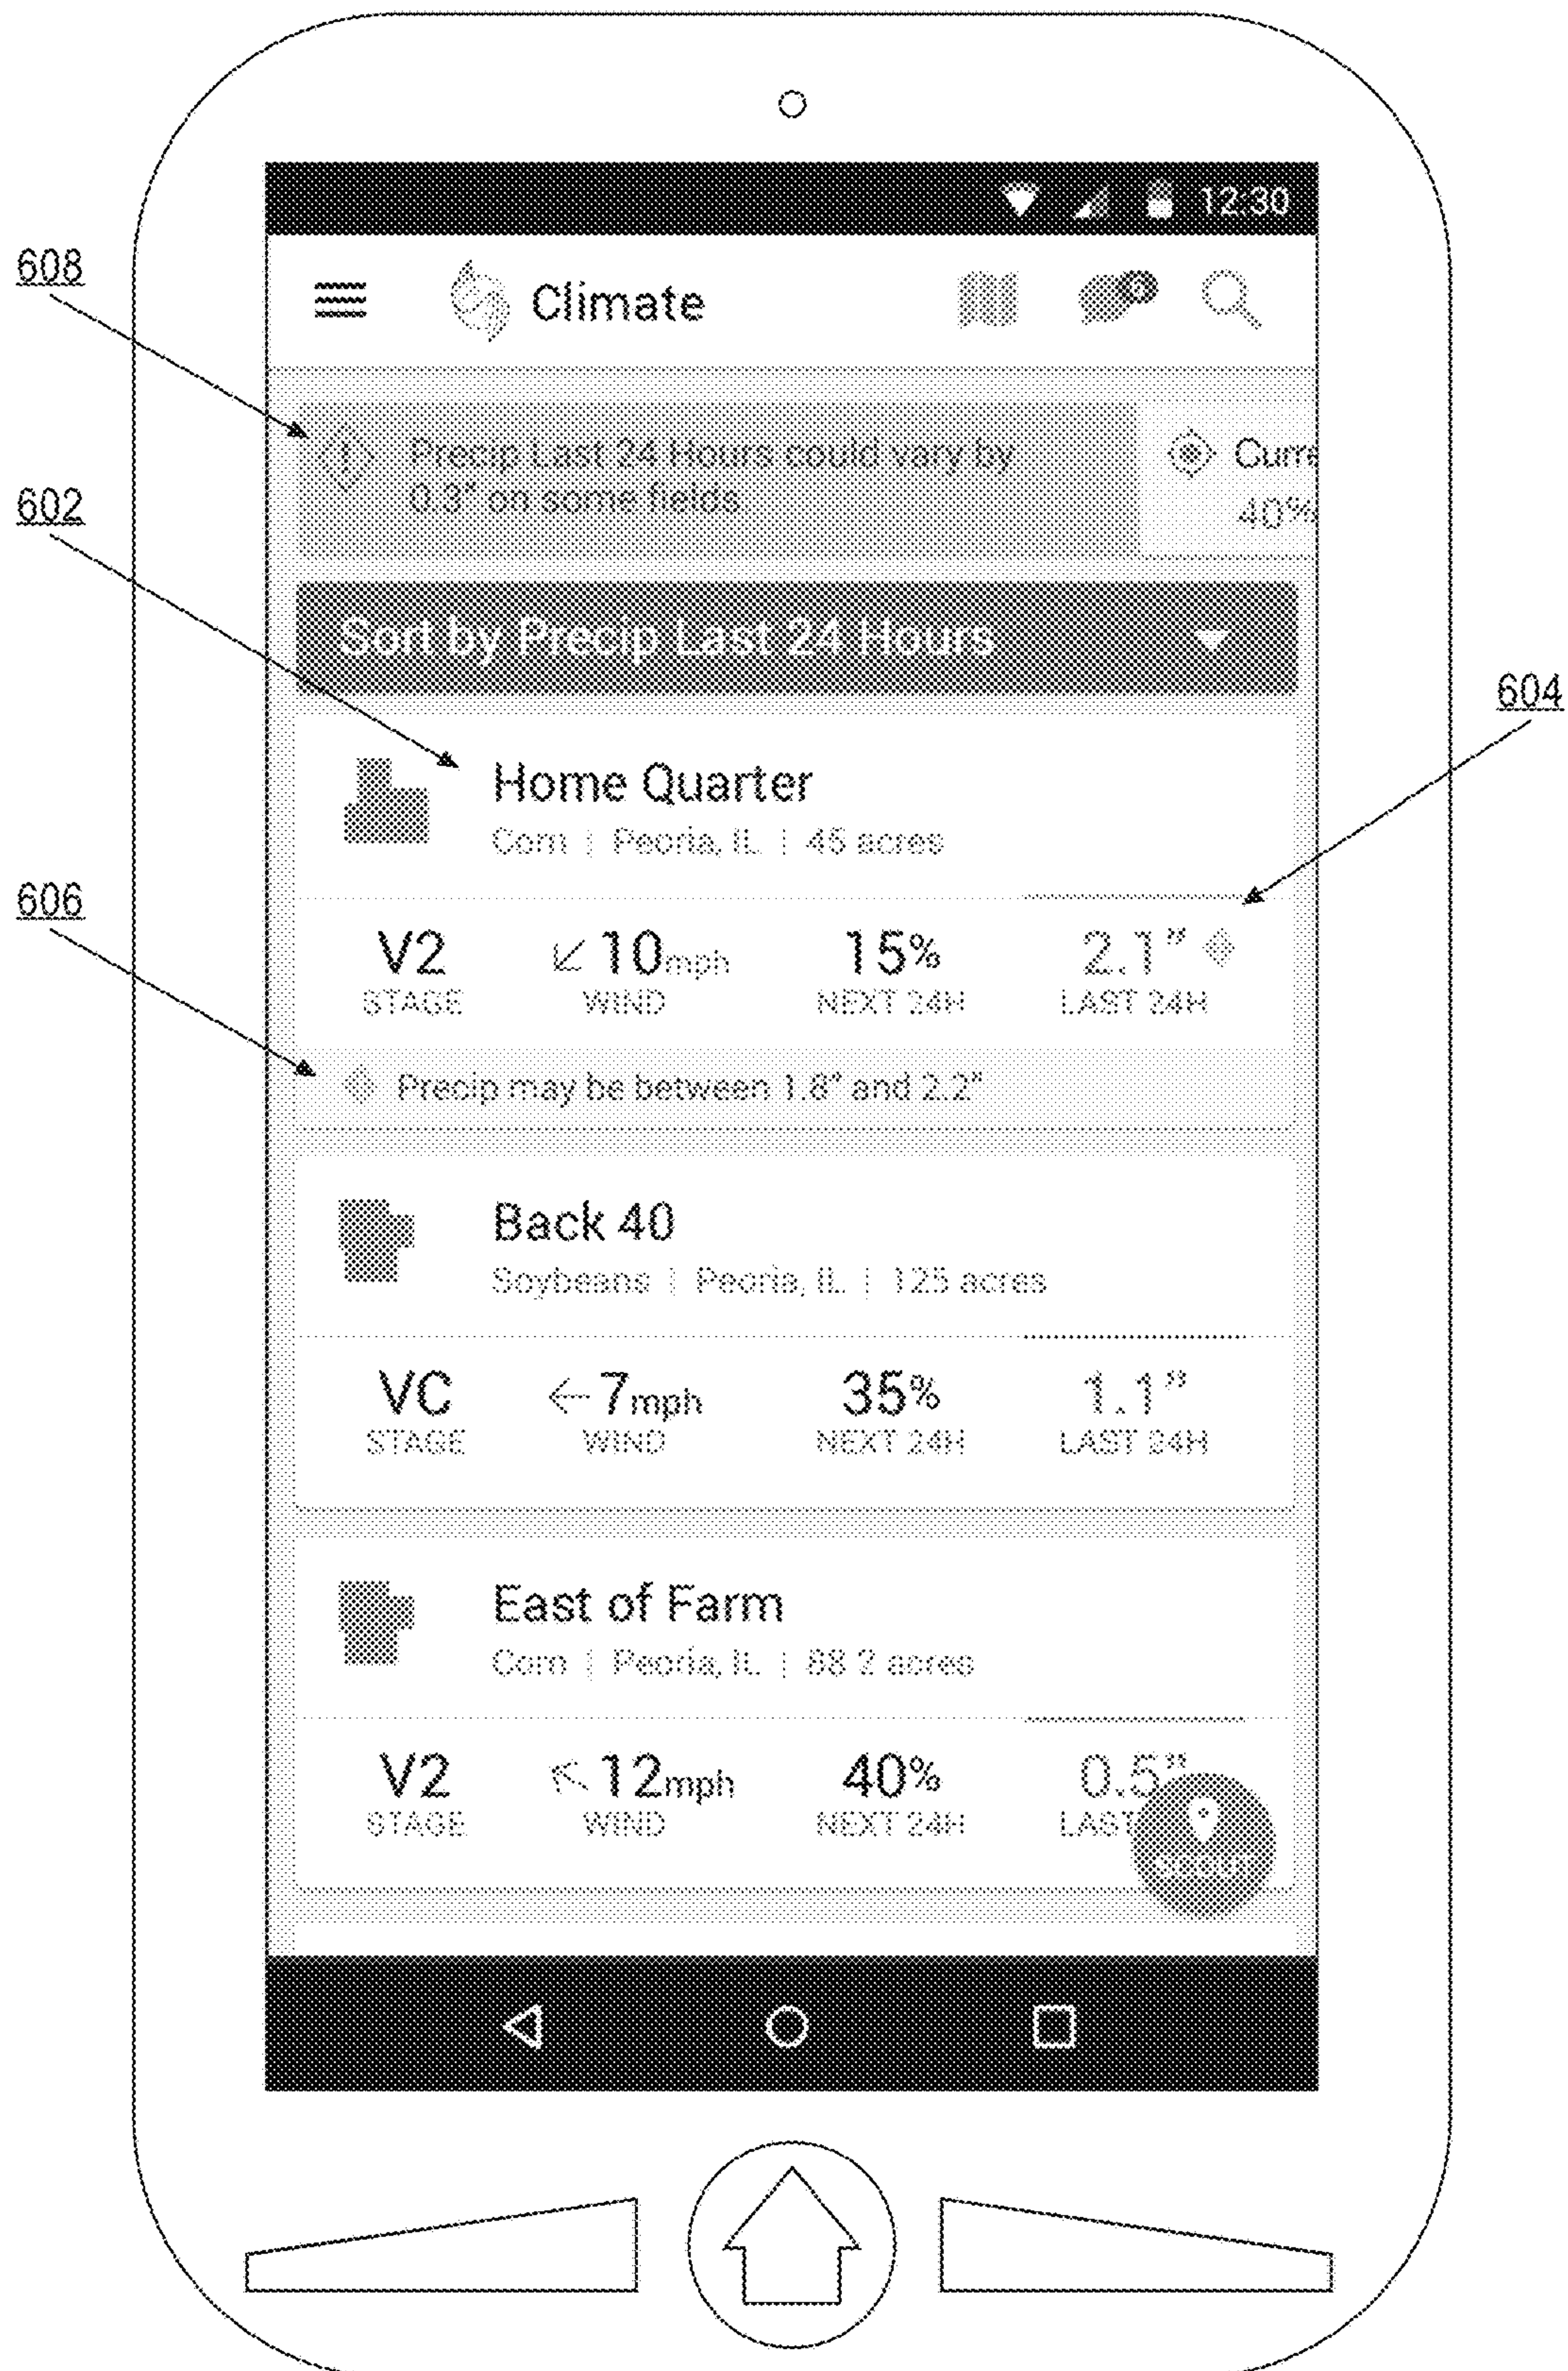 12:30
608
Climate
Precip Last 24 Hours could vary by
0.3" on some fields
Curre
40%
602
Sort by Precip Last 24 Hours
604
Home Quarter
Corn | Peoria, IL | 45 acres
606
V2 10mph 15% 2.1”
STAGE WIND NEXT 24H LAST 24H
Precip may be between 1.8" and 2.2"
Back 40
Soybeans | Peoria, IL | 125 acres
VC 7mph 35% 1.1”
STAGE WIND NEXT 24H LAST 24H
East of Farm
Corn | Peoria, IL | 88 2 acres
V2 12mph 40% 0.5”
STAGE WIND NEXT 24H LAST